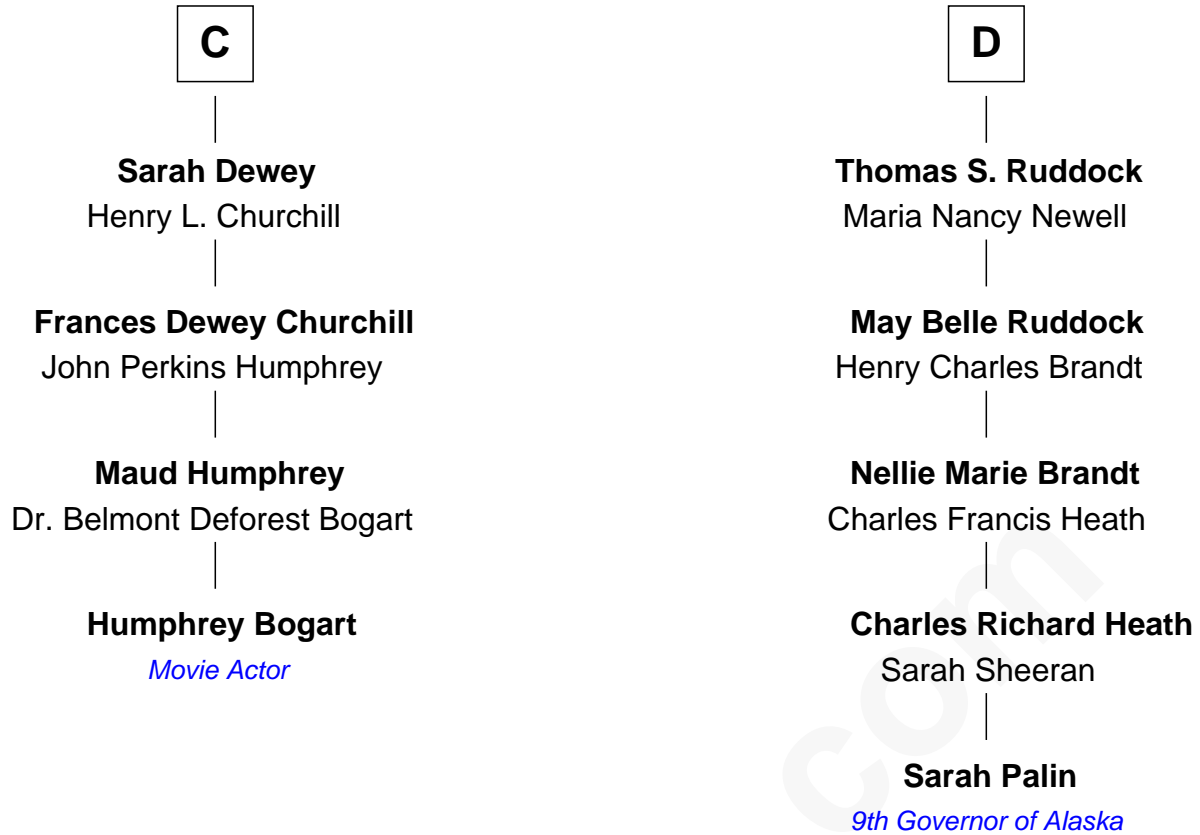 C
Sarah Dewey
Henry L. Churchill
Frances Dewey Churchill
John Perkins Humphrey
Maud Humphrey
Dr. Belmont Deforest Bogart
Humphrey Bogart
Movie Actor
D
Thomas S. Ruddock
Maria Nancy Newell
May Belle Ruddock
Henry Charles Brandt
Nellie Marie Brandt
Charles Francis Heath
Charles Richard Heath
Sarah Sheeran
Sarah Palin
9th Governor of Alaska
com